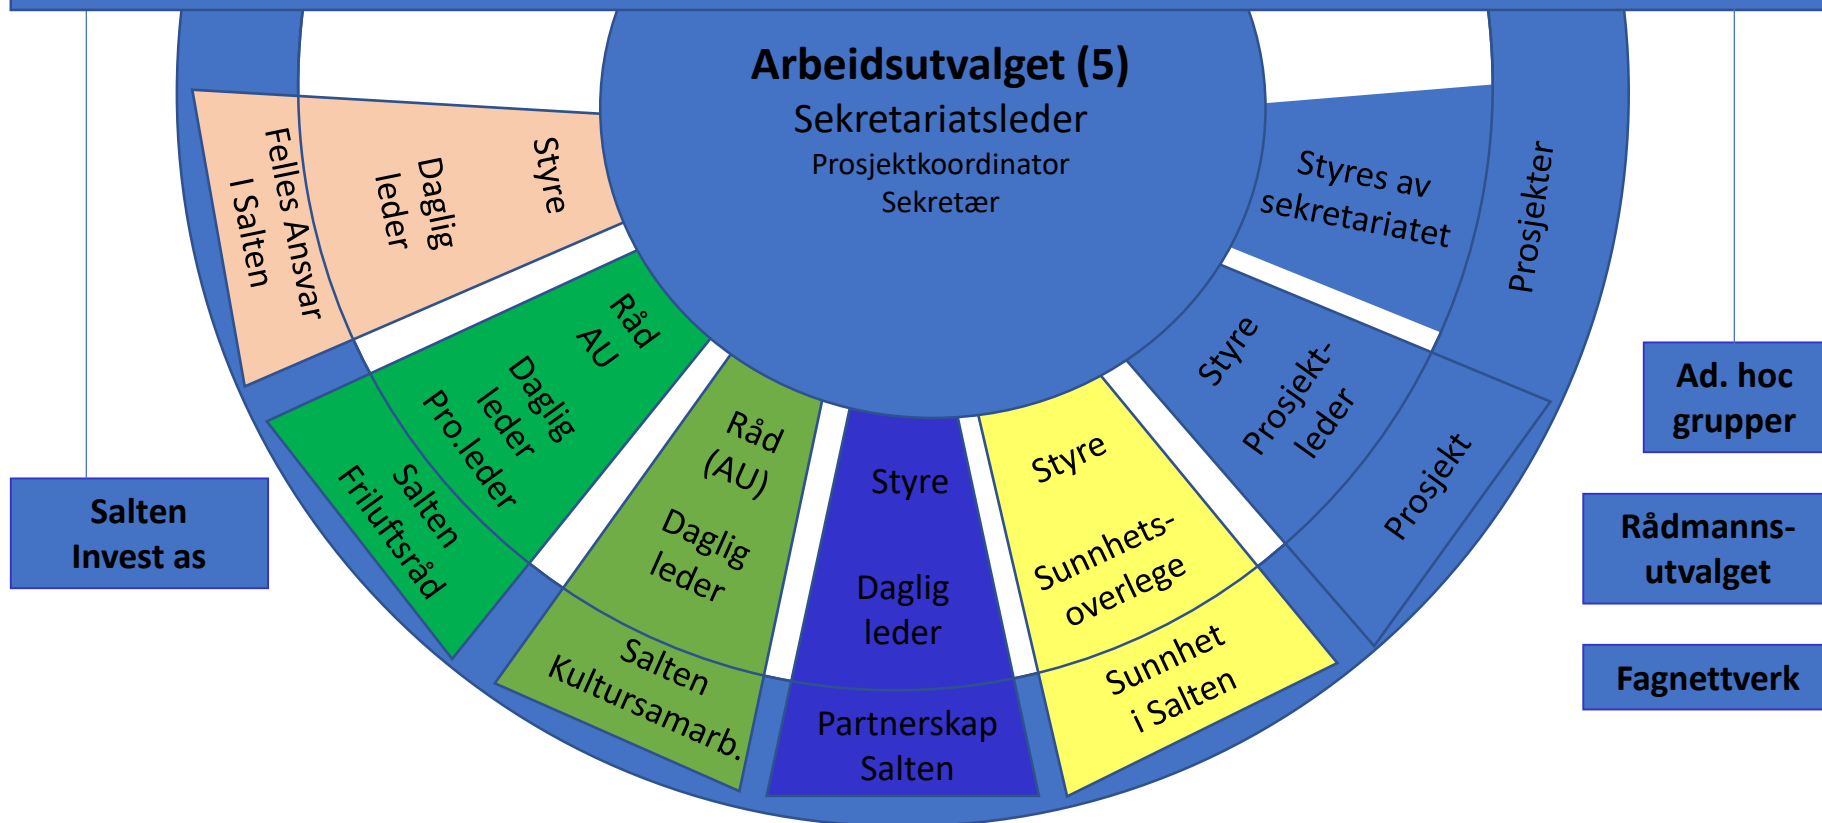 Arbeidsutvalget (5)
Sekretariatsleder
Prosjektkoordinator
Sekretær
Styre
Daglig
leder
Felles Ansvar
I Salten
Råd
AU
Daglig
leder
Pro.leder
Salten
Friluftsråd
Råd
(AU)
Daglig
leder
Salten
Kultursamarb.
Styre
Daglig
leder
Partnerskap
Salten
Styre
Sunnhets-
overlege
Sunnhet
i Salten
Styre
Prosjekt-
leder
Prosjekt
Styres av
sekretariatet
Prosjekter
Salten
Invest as
Ad. hoc
grupper
Rådmanns-
utvalget
Fagnettverk